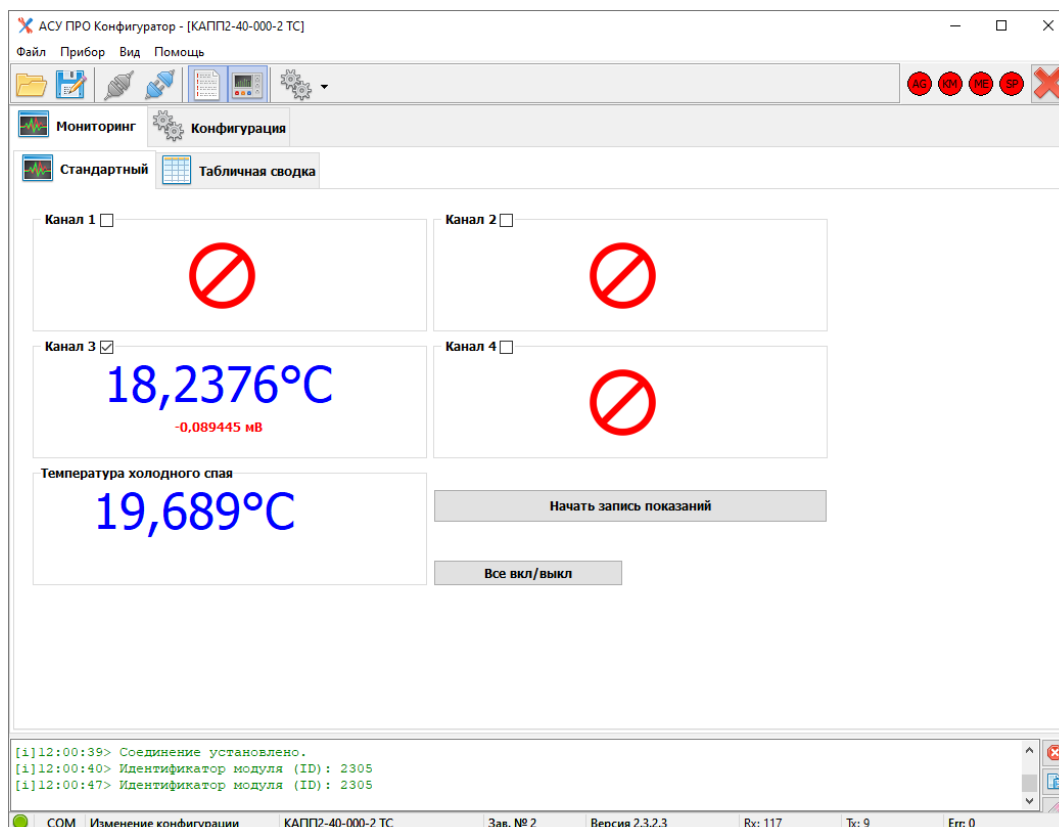 АСУ ПРО Конфигуратор - [КАПП2-40-000-2 ТС]
Файл Прибор Вид Помощь
AG KM ME SP
Мониторинг Конфигурация
Стандартный Табличная сводка
Канал 1 Канал 2
Канал 3 Канал 4
18,2376°C
-0,089445 мВ
Температура холодного спая
19,689°C
Начать запись показаний
Все вкл/выкл
[i]12:00:39> Соединение установлено.
[i]12:00:40> Идентификатор модуля (ID): 2305
[i]12:00:47> Идентификатор модуля (ID): 2305
COM Изменение конфигурации КАПП2-40-000-2 ТС Зав. № 2 Версия 2.3.2.3 Rx: 117 Tx: 9 Err: 0